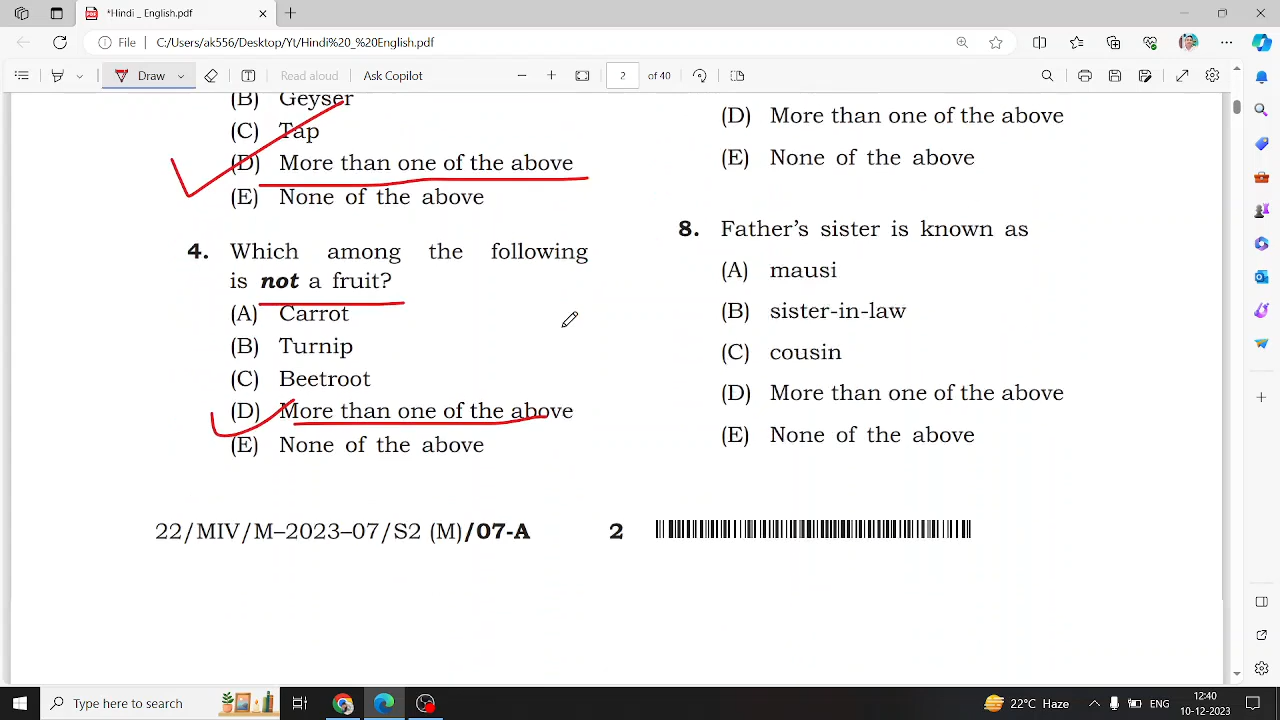 *Hindi _ English.pdf
File
C:/Users/ak556/Desktop/Yt/Hindi%20_%20English.pdf
Draw
Read aloud
Ask Copilot
2
of 40
(B) Geyser
(C) Tap
(D) More than one of the above
(E) None of the above
4. Which among the following
is not a fruit?
(A) Carrot
(B) Turnip
(C) Beetroot
(D) More than one of the above
(E) None of the above
(D) More than one of the above
(E) None of the above
8. Father's sister is known as
(A) mausi
(B) sister-in-law
(C) cousin
(D) More than one of the above
(E) None of the above
22/MIV/M–2023–07/S2 (M)/07-A
2
Type here to search
22°C Haze
ENG
12:40
10-12-2023